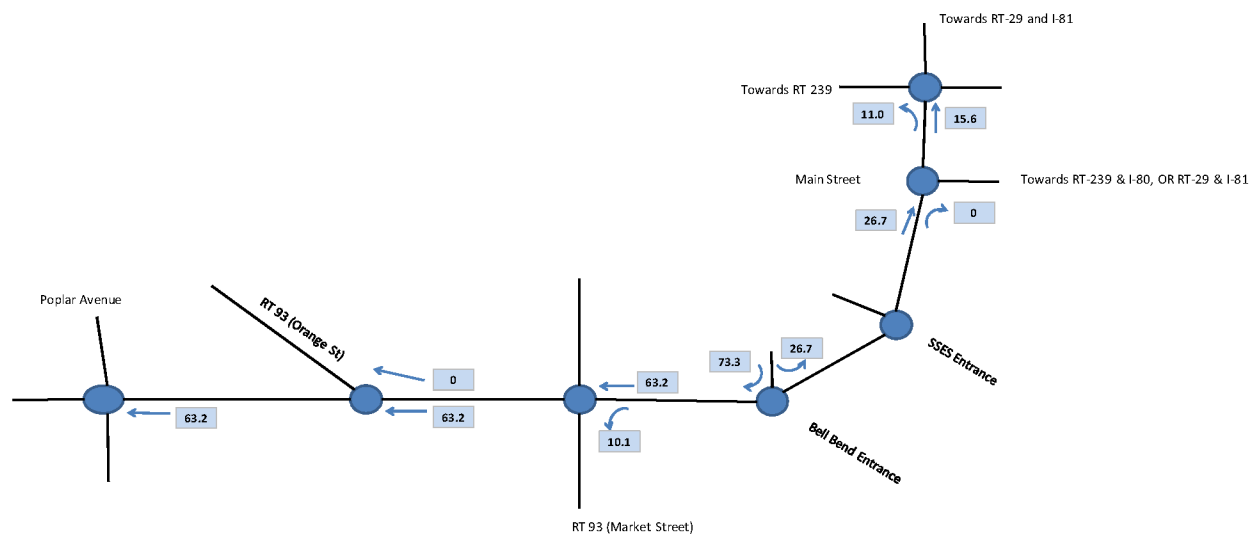 Towards RT-29 and I-81
Towards RT 239
11.0
15.6
Main Street
Towards RT-239 & I-80, OR RT-29 & I-81
26.7
0
Poplar Avenue
RT 93 (Orange St)
SSES Entrance
73.3
26.7
0
63.2
63.2
63.2
10.1
Bell Bend Entrance
RT 93 (Market Street)